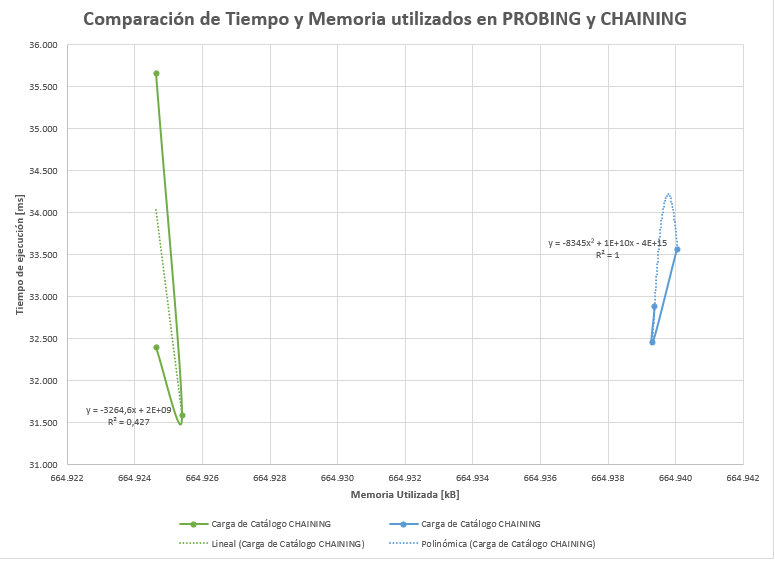 Comparación de Tiempo y Memoria utilizados en PROBING y CHAINING
36.000
35.500
35.000
34.500
34.000
33.500
33.000
32.500
32.000
31.500
31.000
Tiempo de ejecución [ms]
y = -8345x² + 1E+10x - 4E+15
R² = 1
y = -3264,6x + 2E+09
R² = 0,427
664.922 664.924 664.926 664.928 664.930 664.932 664.934 664.936 664.938 664.940 664.942
Memoria Utilizada [kB]
Carga de Catálogo CHAINING Carga de Catálogo CHAINING
Lineal (Carga de Catálogo CHAINING) Polinómica (Carga de Catálogo CHAINING)